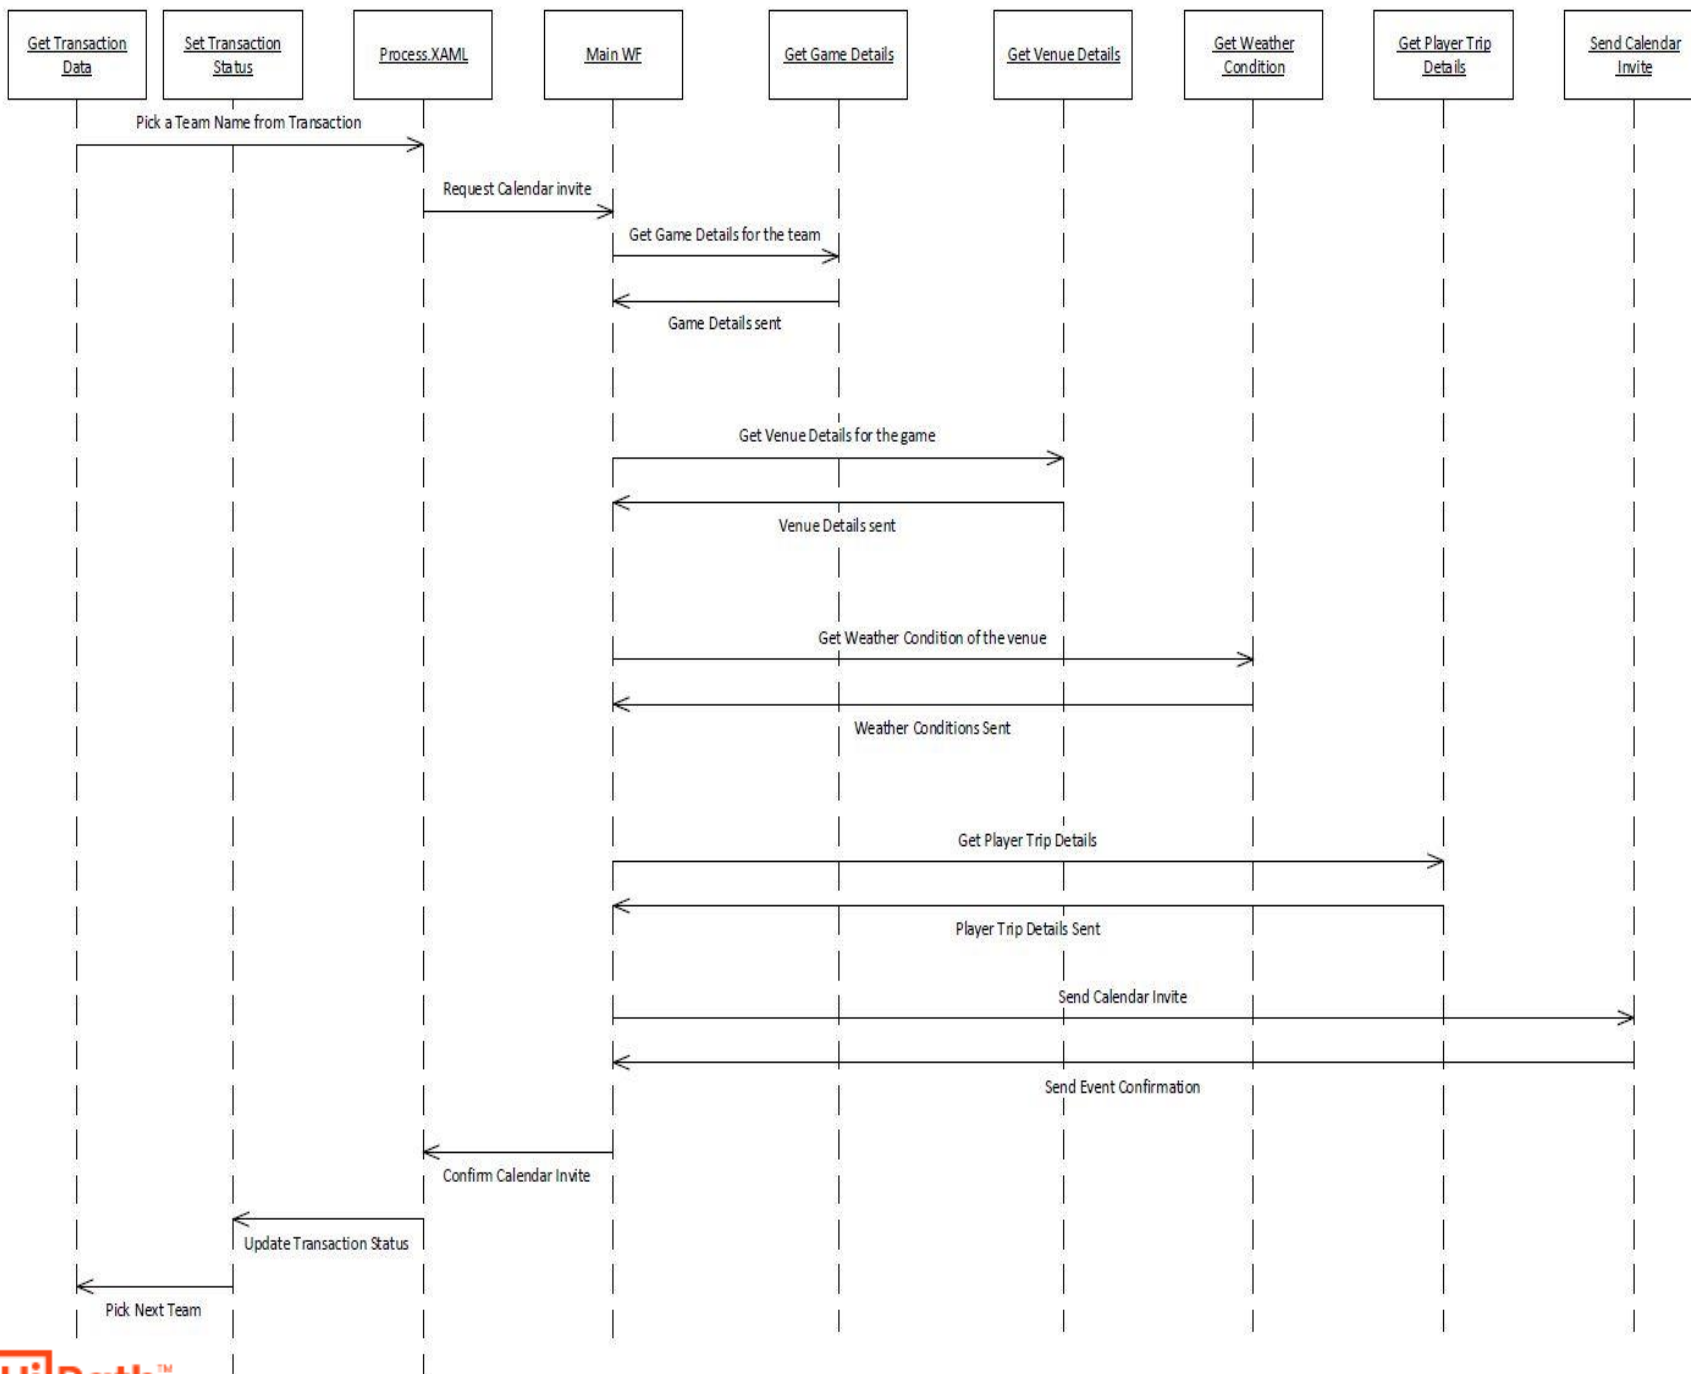 Get Transaction
Data
Set Transaction
Status
Process.XAML
Main WF
Get Game Details
Get Venue Details
Get Weather
Condition
Get Player Trip
Details
Send Calendar
Invite
Pick a Team Name from Transaction
Request Calendar invite
Get Game Details for the team
Game Details sent
Get Venue Details for the game
Venue Details sent
Get Weather Condition of the venue
Weather Conditions Sent
Get Player Trip Details
Player Trip Details Sent
Send Calendar Invite
Send Event Confirmation
Confirm Calendar Invite
Update Transaction Status
Pick Next Team